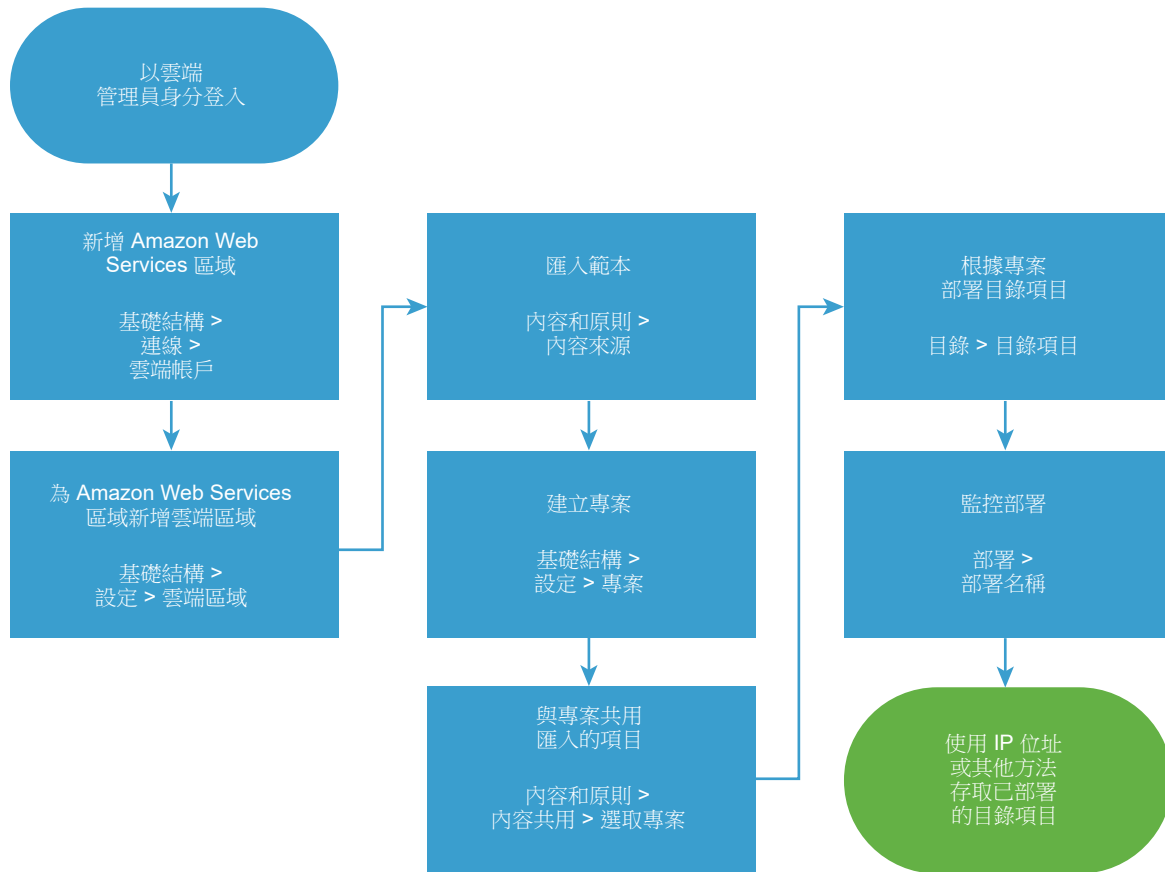 以雲端
管理員身分登入
新增 Amazon Web
Services 區域
基礎結構 >
連線 >
雲端帳戶
為 Amazon Web Services
區域新增雲端區域
基礎結構 >
設定 > 雲端區域
匯入範本
內容和原則 >
內容來源
建立專案
基礎結構 >
設定 > 專案
與專案共用
匯入的項目
內容和原則 >
內容共用 > 選取專案
根據專案
部署目錄項目
目錄 > 目錄項目
監控部署
部署 >
部署名稱
使用 IP 位址
或其他方法
存取已部署
的目錄項目